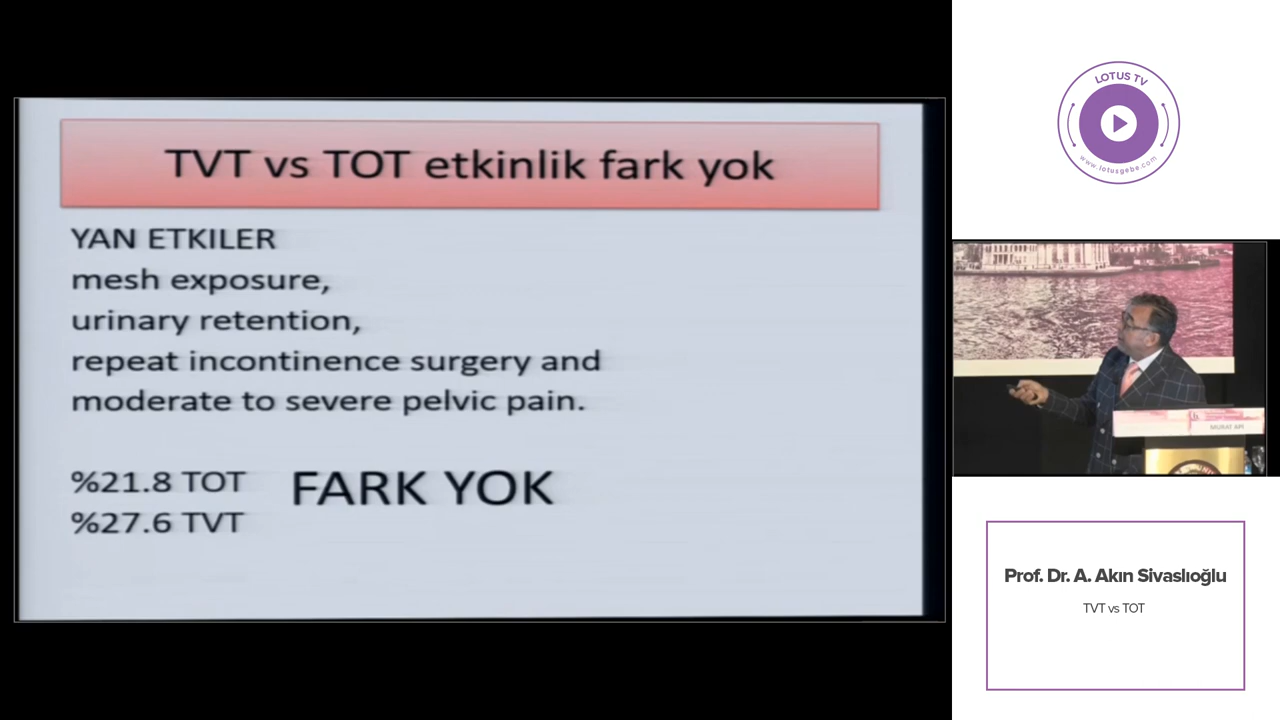 TVT vs TOT etkinlik fark yok
YAN ETKILER
mesh exposure,
urinary retention,
repeat incontinence surgery and
moderate to severe pelvic pain.
%21.8 TOT
FARK YOK
%27.6 TVT
LOTUS TV
www.lotusgebe.com
MURAT API
Prof. Dr. A. Akın Sivaslıoğlu
TVT vs TOT